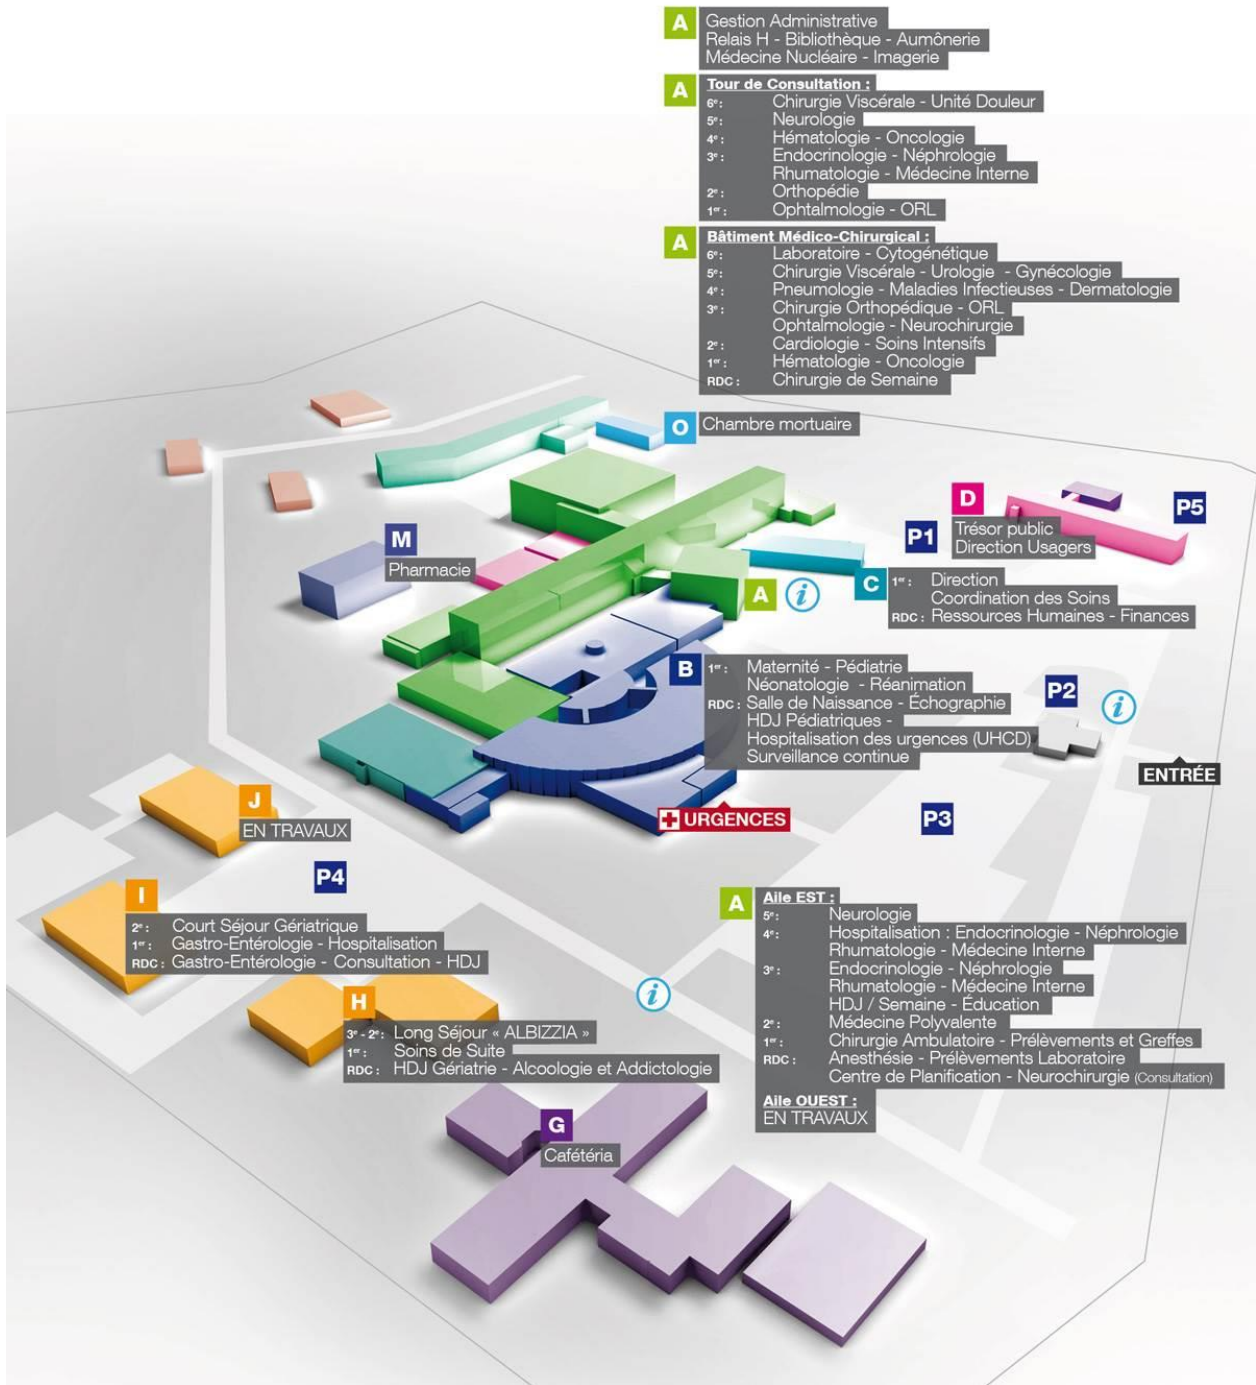 A
Gestion Administrative
Relais H - Bibliothèque - Aumônerie
Médecine Nucléaire - Imagerie
A
Tour de Consultation :
6e : Chirurgie Viscérale - Unité Douleur
5e : Neurologie
4e : Hématologie - Oncologie
3e : Endocrinologie - Néphrologie
Rhumatologie - Médecine Interne
2e : Orthopédie
1er : Ophtalmologie - ORL
A
Bâtiment Médico-Chirurgical :
6e : Laboratoire - Cytogénétique
5e : Chirurgie Viscérale - Urologie - Gynécologie
4e : Pneumologie - Maladies Infectieuses - Dermatologie
3e : Chirurgie Orthopédique - ORL
Ophtalmologie - Neurochirurgie
2e : Cardiologie - Soins Intensifs
1er : Hématologie - Oncologie
RDC : Chirurgie de Semaine
O
Chambre mortuaire
D
Trésor public
Direction Usagers
P5
P1
M
Pharmacie
A
i
C
1er : Direction
Coordination des Soins
RDC : Ressources Humaines - Finances
B
1er : Maternité - Pédiatrie
Néonatologie - Réanimation
RDC : Salle de Naissance - Échographie
HDJ Pédiatriques -
Hospitalisation des urgences (UHCD)
Surveillance continue
P2
i
ENTRÉE
URGENCES
P3
J
EN TRAVAUX
P4
I
2e : Court Séjour Gériatrique
1er : Gastro-Entérologie - Hospitalisation
RDC : Gastro-Entérologie - Consultation - HDJ
A
Aile EST :
5e : Neurologie
4e : Hospitalisation : Endocrinologie - Néphrologie
Rhumatologie - Médecine Interne
3e : Endocrinologie - Néphrologie
Rhumatologie - Médecine Interne
HDJ / Semaine - Éducation
2e : Médecine Polyvalente
1er : Chirurgie Ambulatoire - Prélèvements et Greffes
RDC : Anesthésie - Prélèvements Laboratoire
Centre de Planification - Neurochirurgie (Consultation)
Aile OUEST :
EN TRAVAUX
i
H
3e - 2e : Long Séjour « ALBIZZIA »
1er : Soins de Suite
RDC : HDJ Gériatrie - Alcoologie et Addictologie
G
Cafétéria